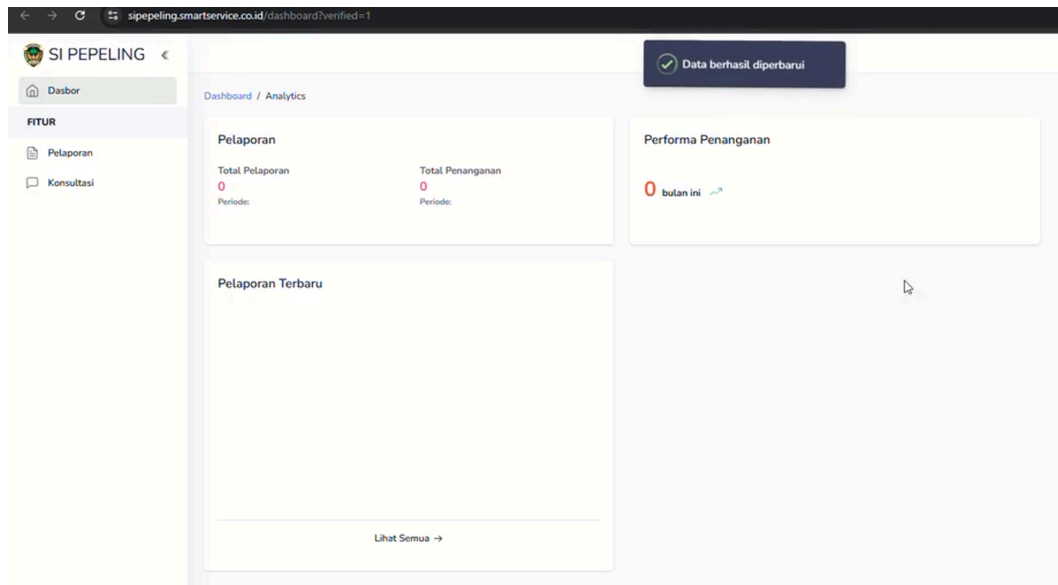 sipepeling.smartservice.co.id/dashboard?verified=1
SI PEPELING
Data berhasil diperbarui
Dasbor
FITUR
Pelaporan
Konsultasi
Dashboard / Analytics
Pelaporan
Total Pelaporan
0
Periode:
Total Penanganan
0
Periode:
Performa Penanganan
0 bulan ini
Pelaporan Terbaru
Lihat Semua →